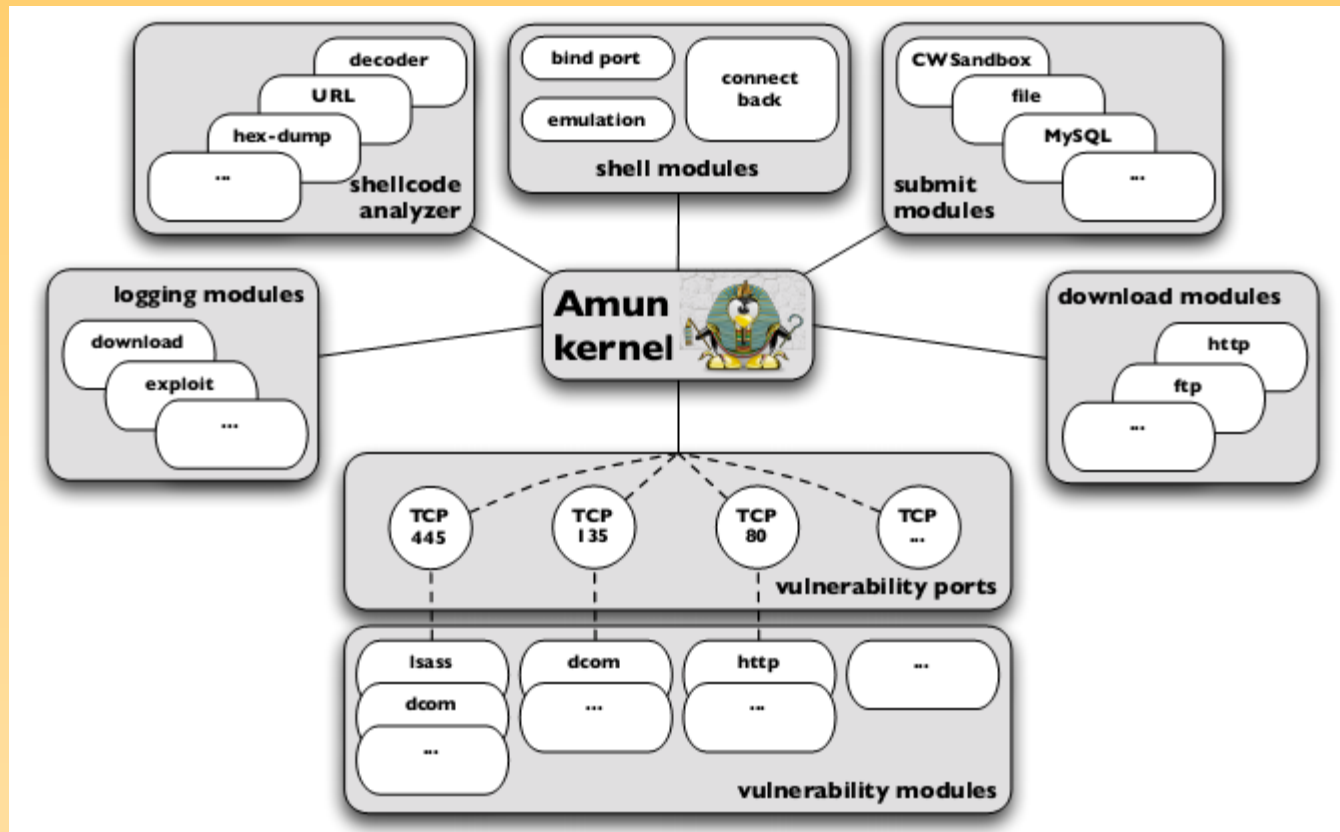 decoder
URL
hex-dump
...
shellcode
analyzer
bind port
emulation
connect
back
shell modules
CWSandbox
file
MySQL
...
submit
modules
logging modules
download
exploit
...
Amun
kernel
download modules
http
ftp
...
TCP
445
TCP
135
TCP
80
TCP
...
vulnerability ports
lsass
dcom
...
dcom
...
http
...
...
vulnerability modules